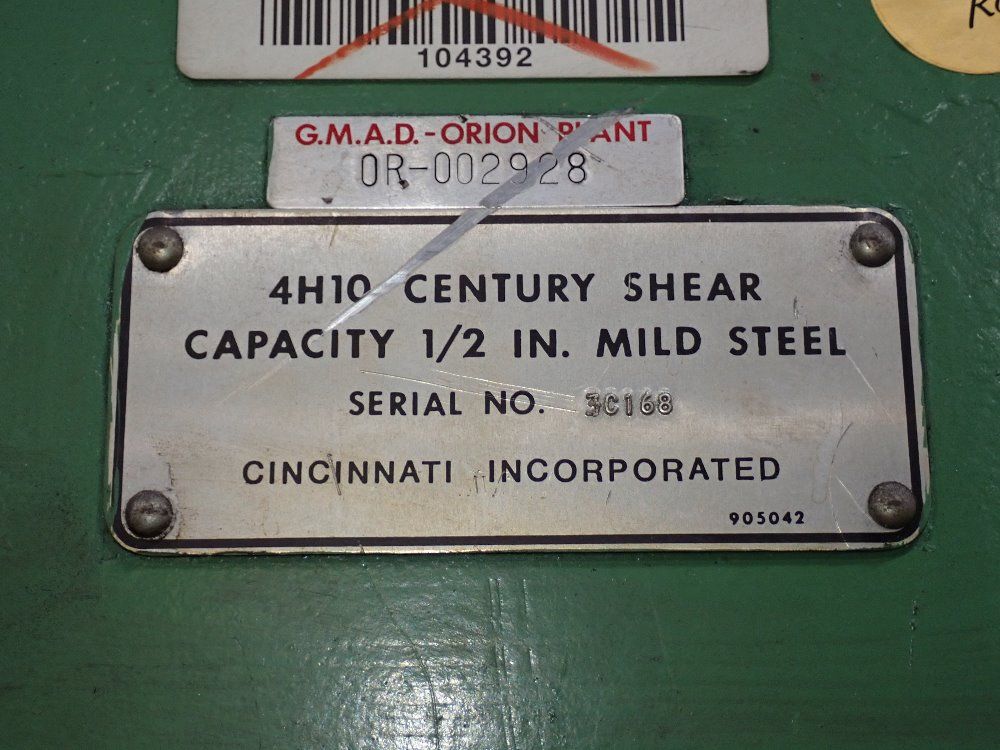 104392
G.M.A.D.-ORION PLANT
OR-002928
4H10 CENTURY SHEAR
CAPACITY 1/2 IN. MILD STEEL
SERIAL NO. 3C168
CINCINNATI INCORPORATED
905042